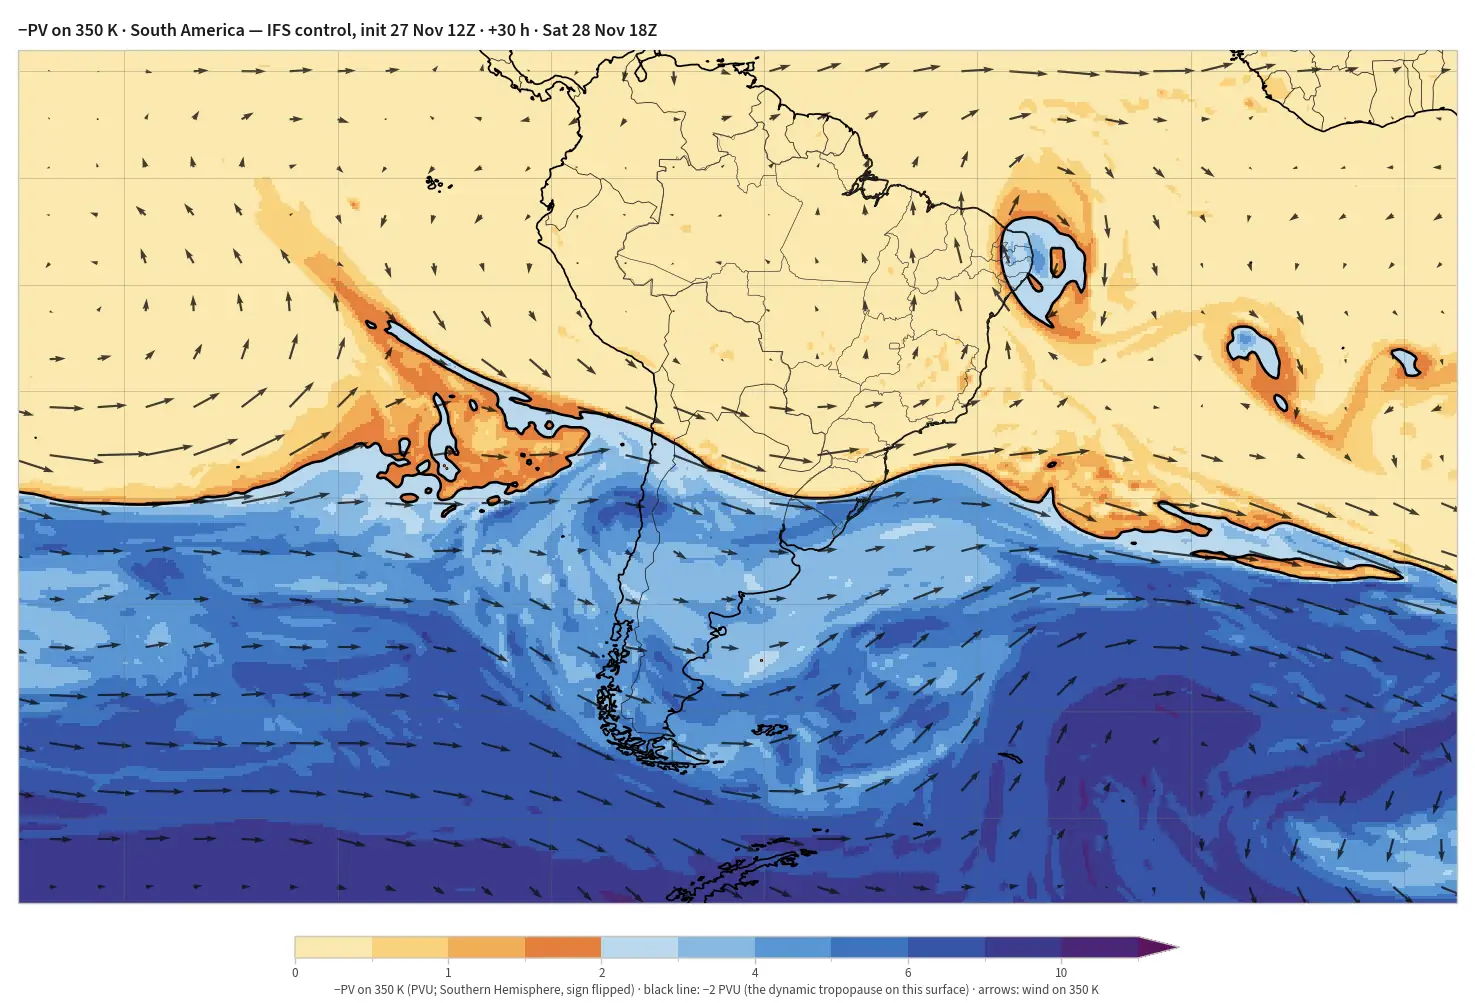 −PV on 350 K · South America — IFS control, init 27 Nov 12Z · +30 h · Sat 28 Nov 18Z
0 1 2 4 6 10
−PV on 350 K (PVU; Southern Hemisphere, sign flipped) · black line: −2 PVU (the dynamic tropopause on this surface) · arrows: wind on 350 K